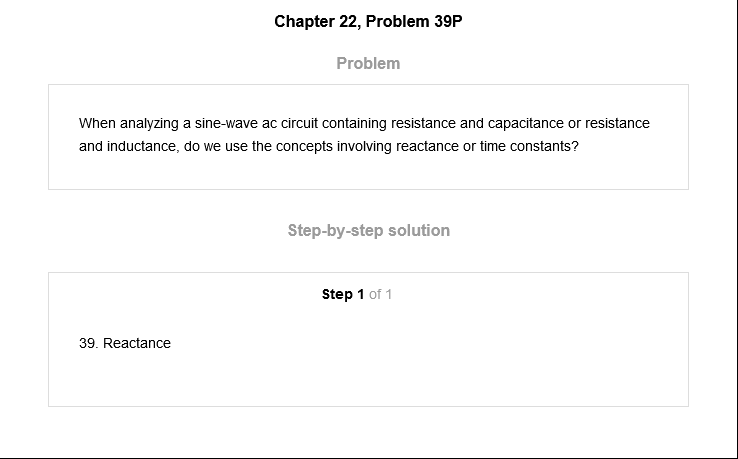 Chapter 22, Problem 39P
Problem
When analyzing a sine-wave ac circuit containing resistance and capacitance or resistance
and inductance, do we use the concepts involving reactance or time constants?
Step-by-step solution
Step 1 of 1
39. Reactance